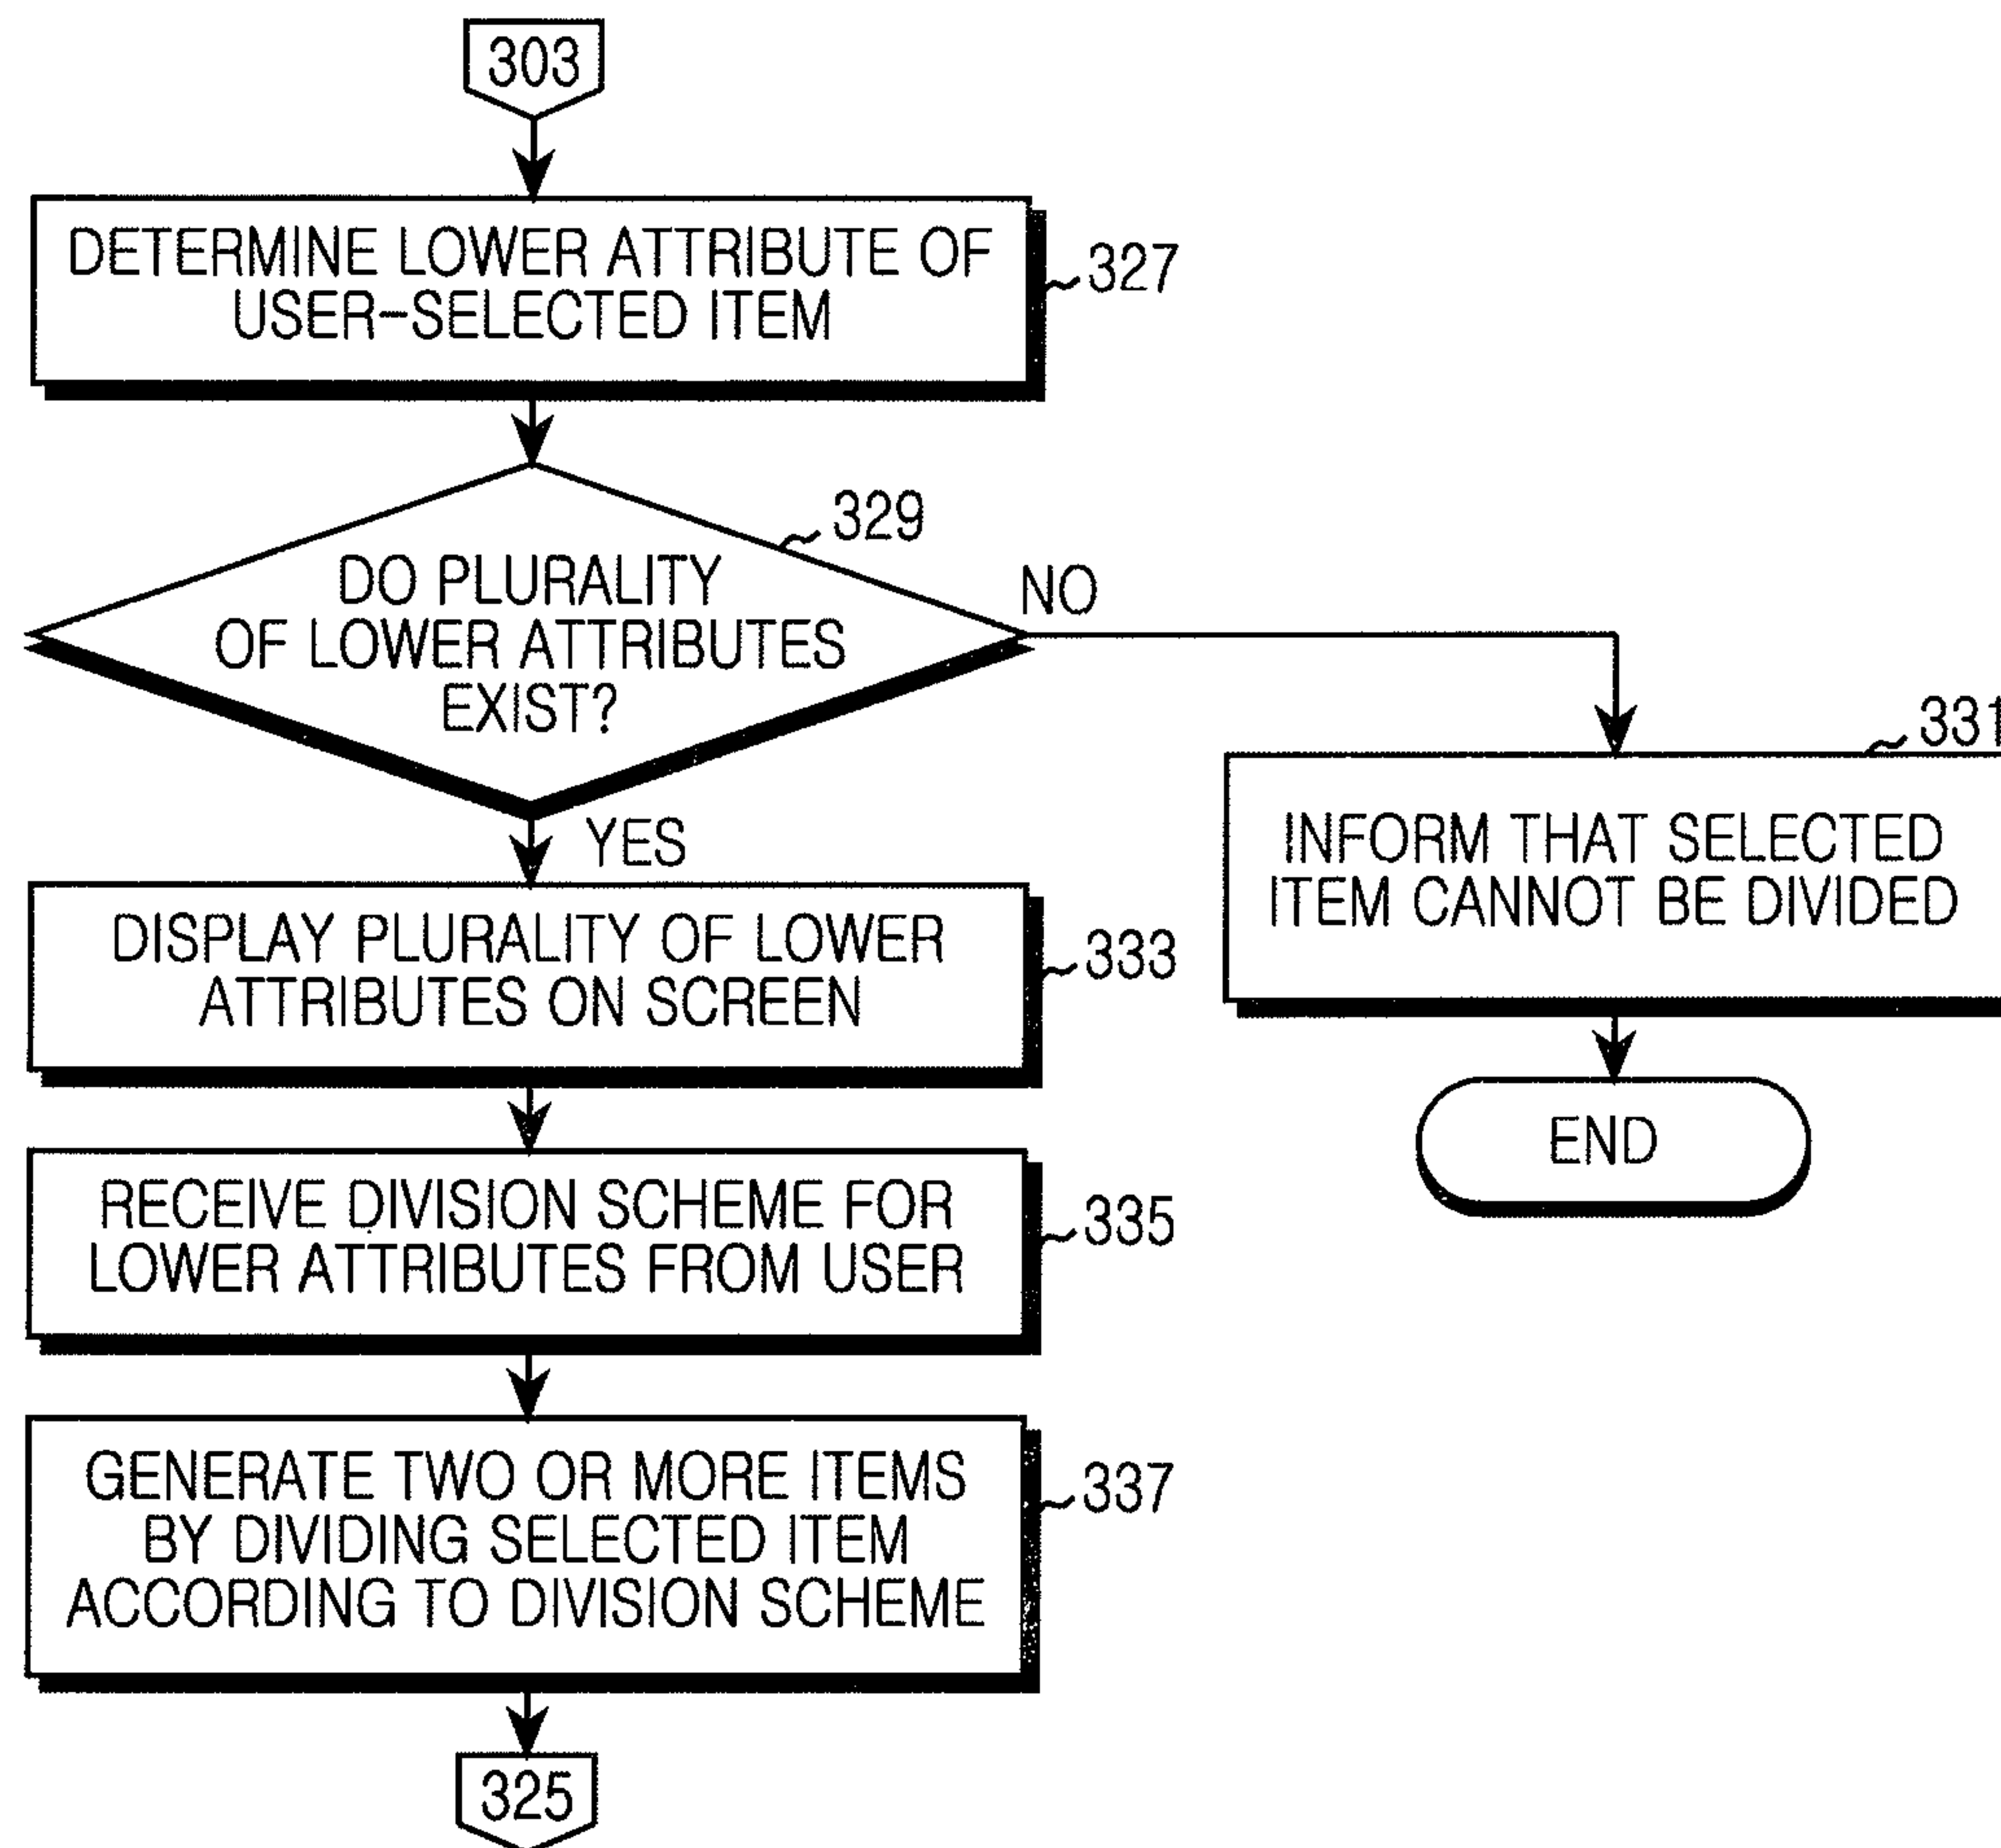 303
DETERMINE LOWER ATTRIBUTE OF
USER-SELECTED ITEM
327
329
DO PLURALITY
OF LOWER ATTRIBUTES
EXIST?
NO
YES
331
INFORM THAT SELECTED
ITEM CANNOT BE DIVIDED
END
DISPLAY PLURALITY OF LOWER
ATTRIBUTES ON SCREEN
333
RECEIVE DIVISION SCHEME FOR
LOWER ATTRIBUTES FROM USER
335
GENERATE TWO OR MORE ITEMS
BY DIVIDING SELECTED ITEM
ACCORDING TO DIVISION SCHEME
337
325